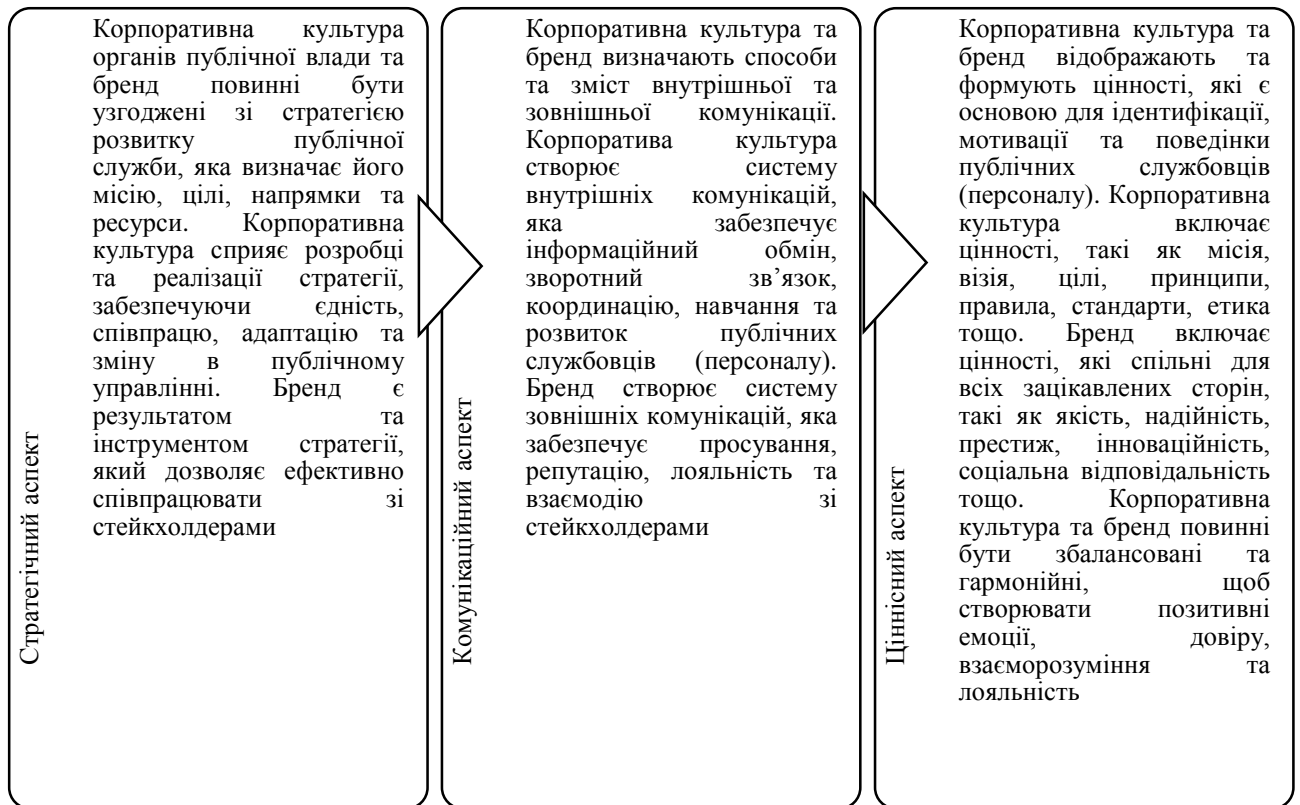 Стратегічний аспект
Корпоративна культура
органів публічної влади та
бренд повинні бути
узгоджені зі стратегією
розвитку публічної
служби, яка визначає його
місію, цілі, напрямки та
ресурси. Корпоративна
культура сприяє розробці
та реалізації стратегії,
забезпечуючи єдність,
співпрацю, адаптацію та
зміну в публічному
управлінні. Бренд є
результатом та
інструментом стратегії,
який дозволяє ефективно
співпрацювати зі
стейкхолдерами
Комунікаційний аспект
Корпоративна культура та
бренд визначають способи
та зміст внутрішньої та
зовнішньої комунікації.
Корпоратива культура
створює систему
внутрішніх комунікацій,
яка забезпечує
інформаційний обмін,
зворотний зв’язок,
координацію, навчання та
розвиток публічних
службовців (персоналу).
Бренд створює систему
зовнішніх комунікацій, яка
забезпечує просування,
репутацію, лояльність та
взаємодію зі
стейкхолдерами
Ціннісний аспект
Корпоративна культура та
бренд відображають та
формують цінності, які є
основою для ідентифікації,
мотивації та поведінки
публічних службовців
(персоналу). Корпоративна
культура включає
цінності, такі як місія,
візія, цілі, принципи,
правила, стандарти, етика
тощо. Бренд включає
цінності, які спільні для
всіх зацікавлених сторін,
такі як якість, надійність,
престиж, інноваційність,
соціальна відповідальність
тощо. Корпоративна
культура та бренд повинні
бути збалансовані та
гармонійні, щоб
створювати позитивні
емоції, довіру,
взаєморозуміння та
лояльність